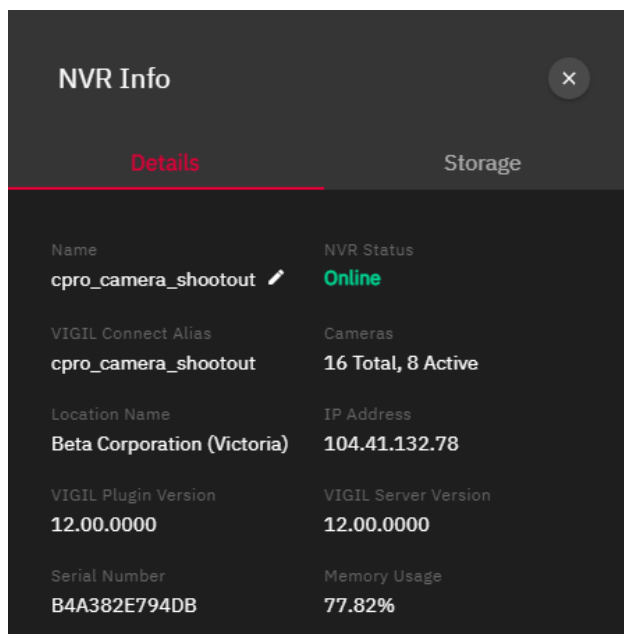 NVR Info
Details Storage
Name NVR Status
cpro_camera_shootout Online
VIGIL Connect Alias Cameras
cpro_camera_shootout 16 Total, 8 Active
Location Name IP Address
Beta Corporation (Victoria) 104.41.132.78
VIGIL Plugin Version VIGIL Server Version
12.00.0000 12.00.0000
Serial Number Memory Usage
B4A382E794DB 77.82%